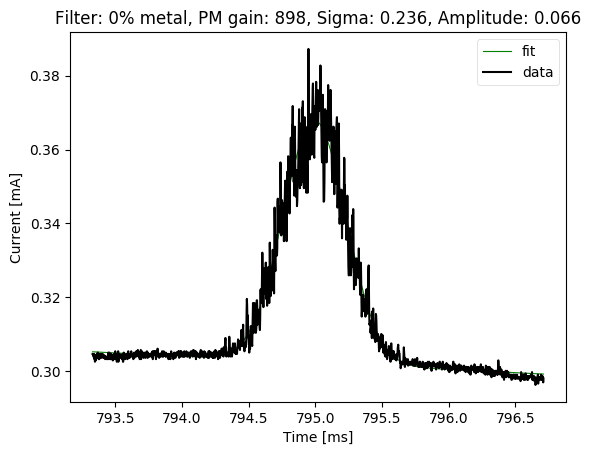 Filter: 0% metal, PM gain: 898, Sigma: 0.236, Amplitude: 0.066
fit
data
0.38
0.36
0.34
0.32
0.30
Current [mA]
793.5 794.0 794.5 795.0 795.5 796.0 796.5
Time [ms]